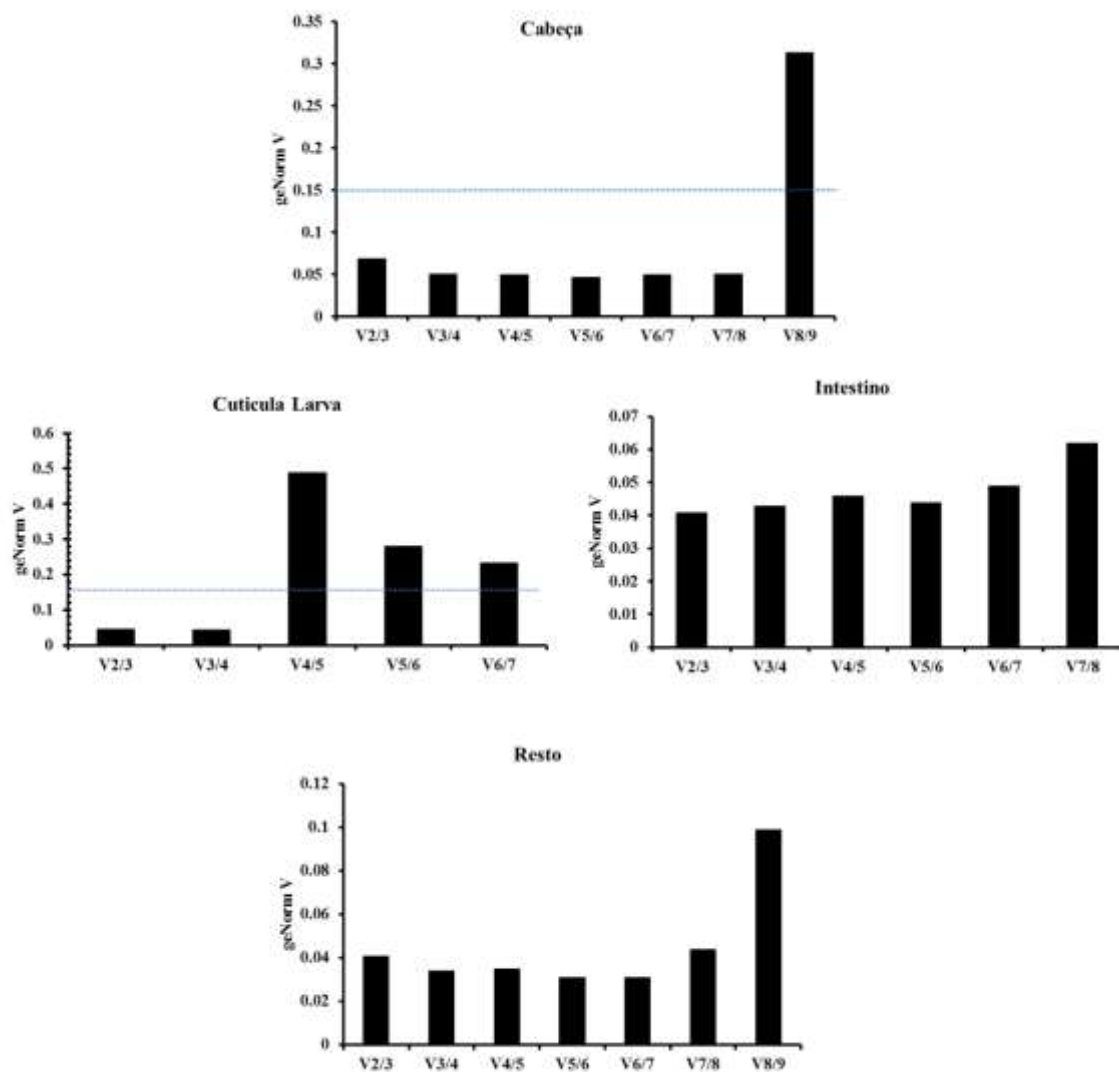 Cabeça
geNorm V
0.35
0.3
0.25
0.2
0.15
0.1
0.05
0
V2/3 V3/4 V4/5 V5/6 V6/7 V7/8 V8/9
Cuticula Larva
geNorm V
0.6
0.5
0.4
0.3
0.2
0.1
0
V2/3 V3/4 V4/5 V5/6 V6/7
Intestino
geNorm V
0.07
0.06
0.05
0.04
0.03
0.02
0.01
0
V2/3 V3/4 V4/5 V5/6 V6/7 V7/8
Resto
geNorm V
0.12
0.1
0.08
0.06
0.04
0.02
0
V2/3 V3/4 V4/5 V5/6 V6/7 V7/8 V8/9